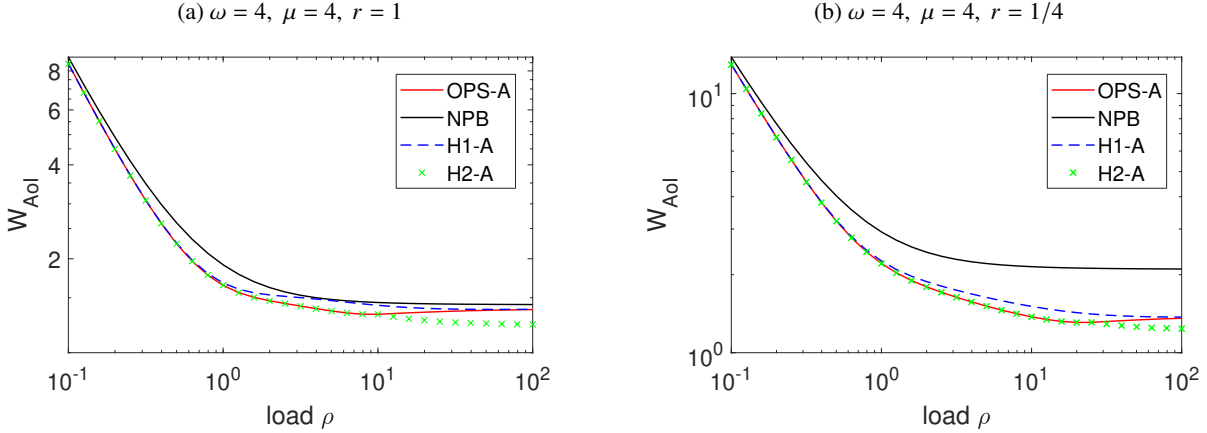 (a) ω = 4, μ = 4, r = 1
8
6
4
2
W_AoI
10^-1
10^0
10^1
10^2
load ρ
OPS-A
NPB
H1-A
H2-A
(b) ω = 4, μ = 4, r = 1/4
10^1
10^0
W_AoI
10^-1
10^0
10^1
10^2
load ρ
OPS-A
NPB
H1-A
H2-A